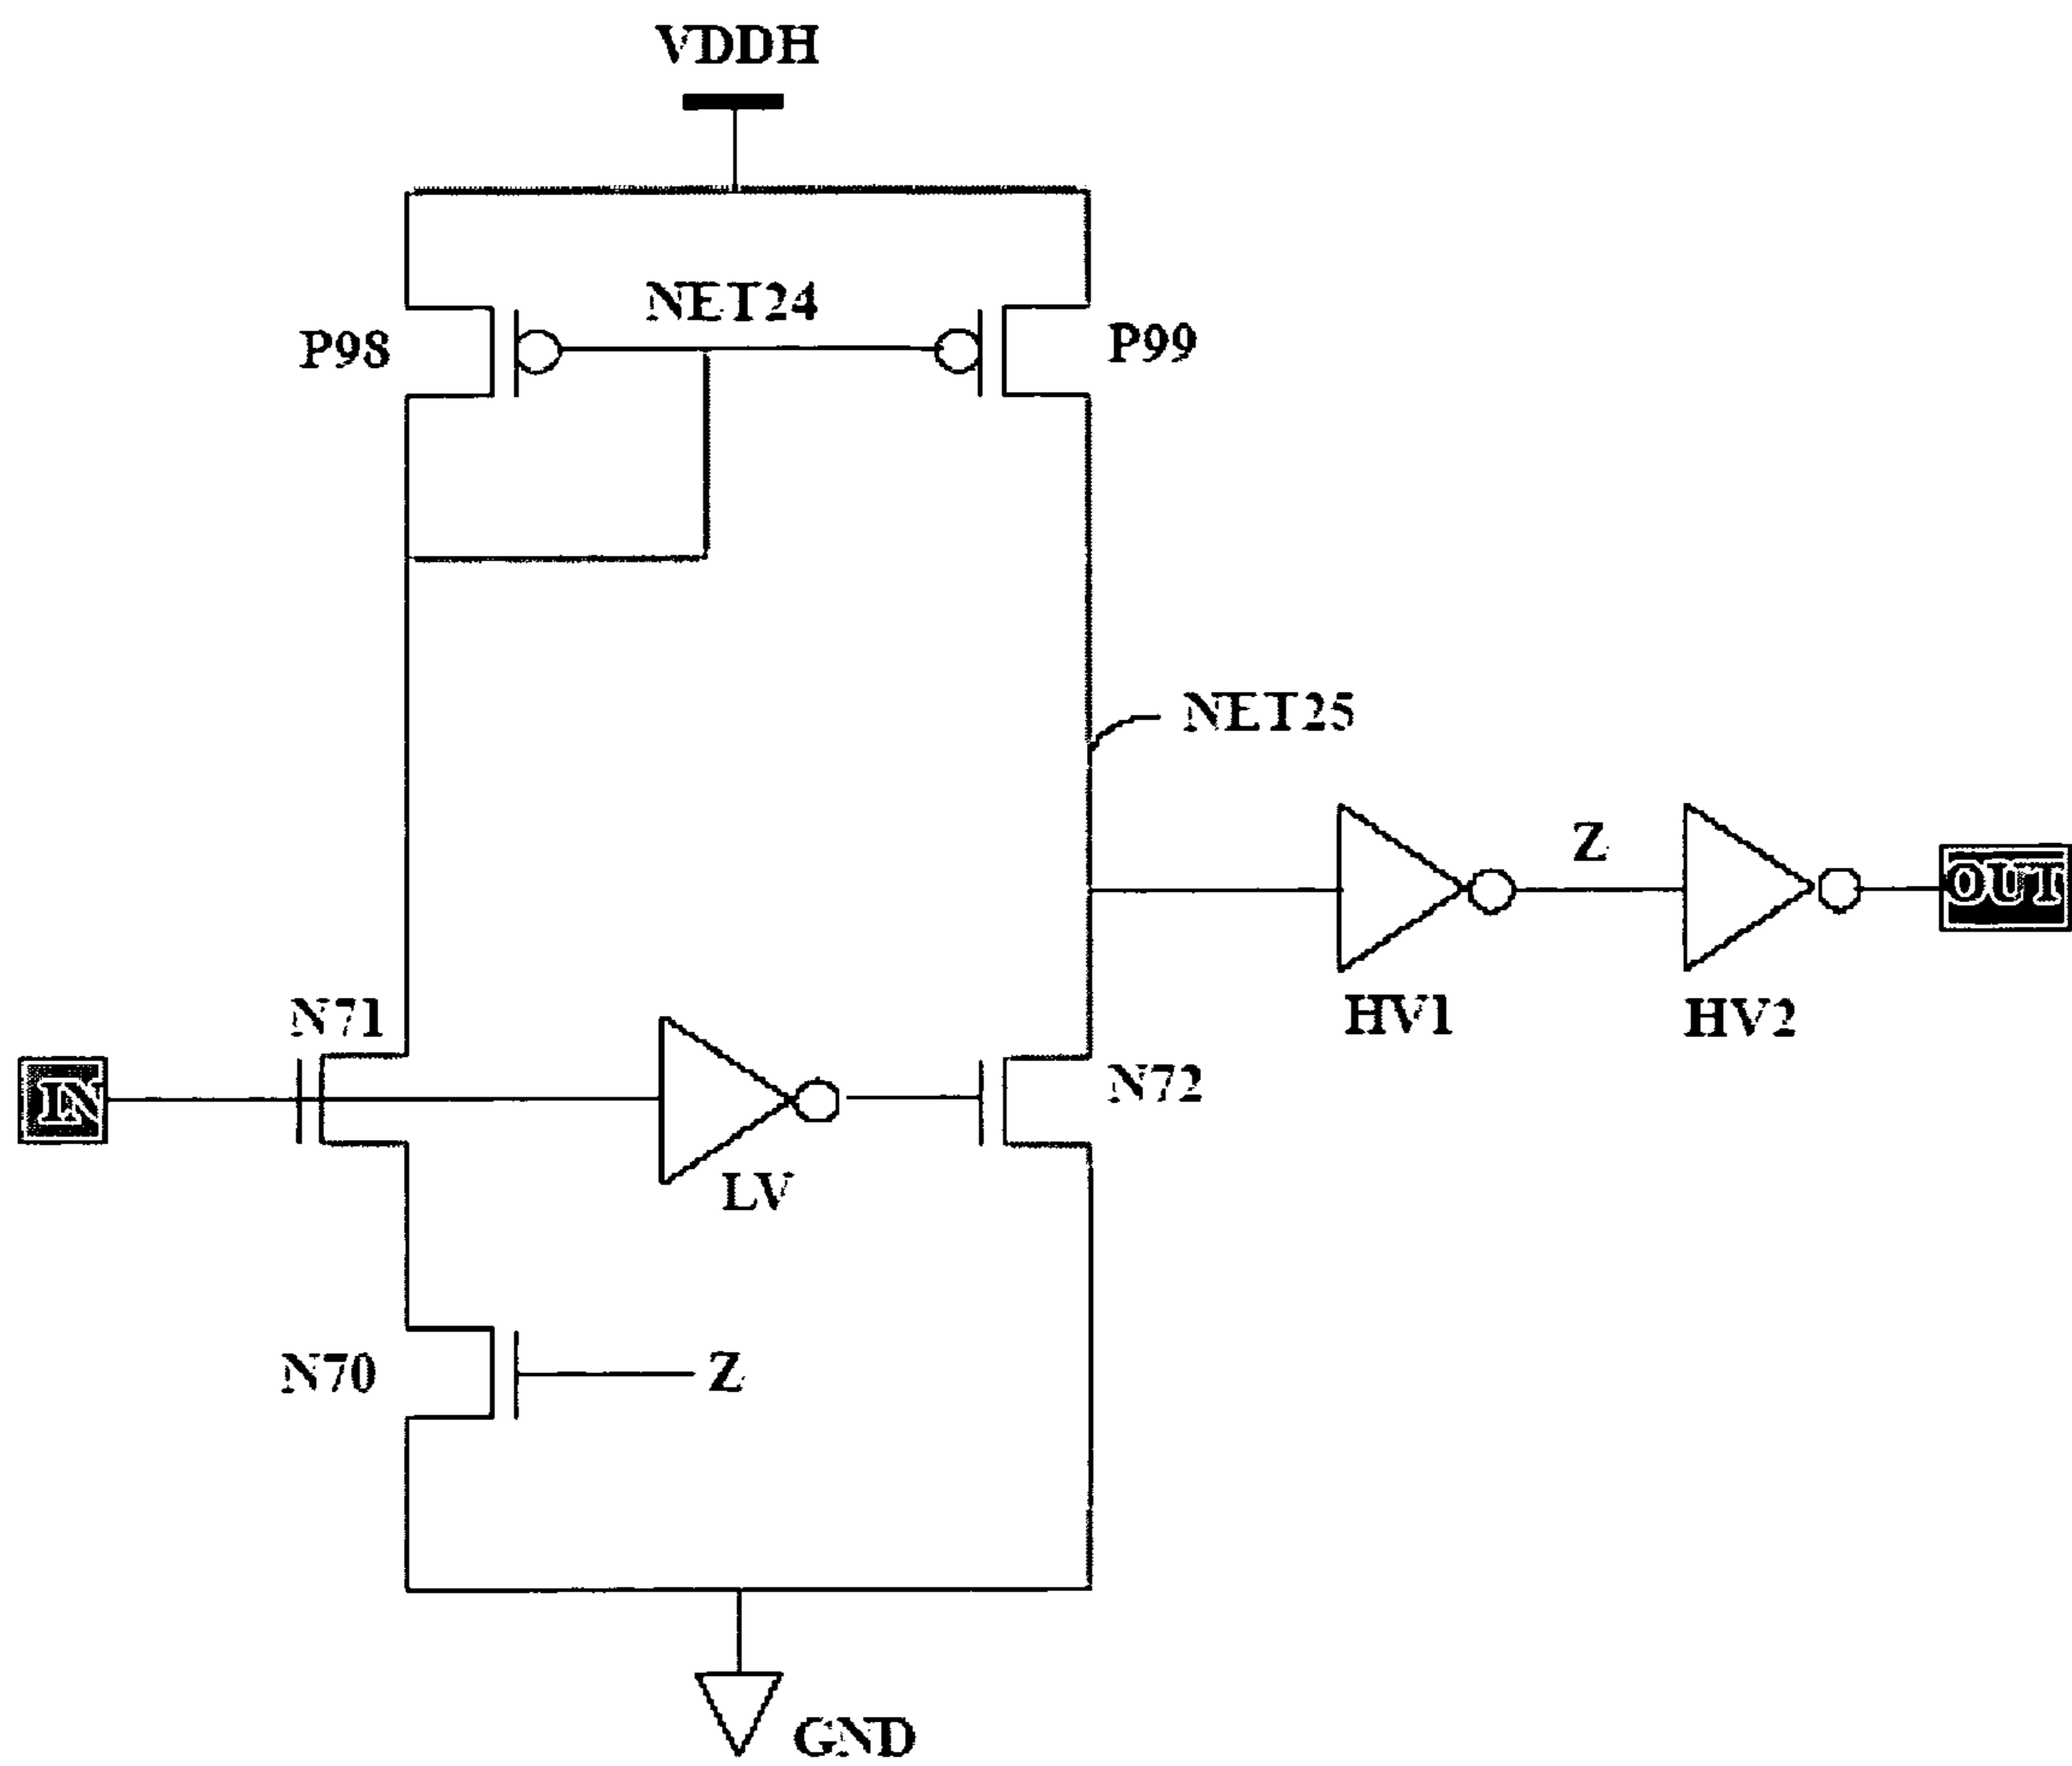 VDDH
NET24
P98
P99
NET25
Z
OUT
HV1
HV2
N71
IN
N72
LV
N70
Z
GND